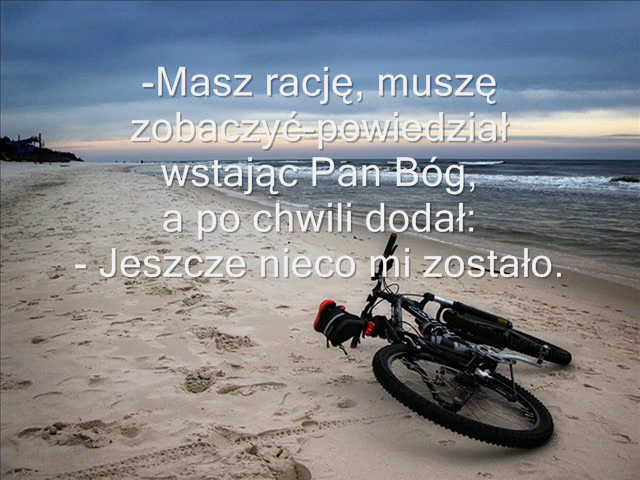 -Masz rację, muszę
zobaczyć-powiedział
wstając Pan Bóg,
a po chwili dodał:
- Jeszcze nieco mi zostało.